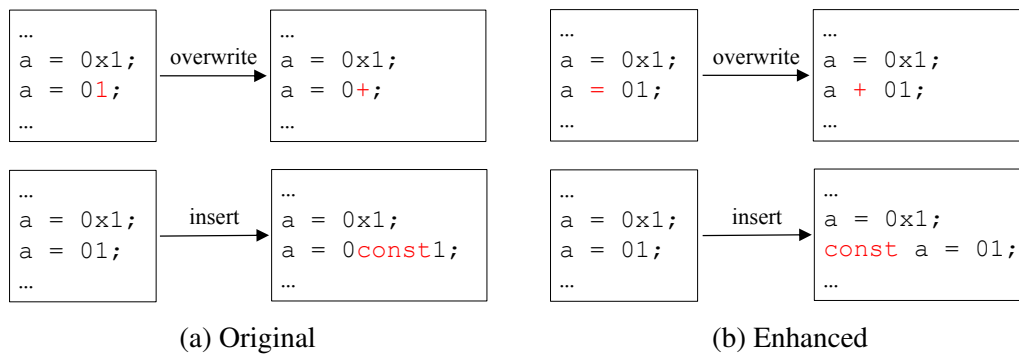 ...
a = 0x1;
a = 01;
...
overwrite
...
a = 0x1;
a = 0+;
...
...
a = 0x1;
a = 01;
...
insert
...
a = 0x1;
a = 0const1;
...
(a) Original
...
a = 0x1;
a = 01;
...
overwrite
...
a = 0x1;
a + 01;
...
...
a = 0x1;
a = 01;
...
insert
...
a = 0x1;
const a = 01;
...
(b) Enhanced